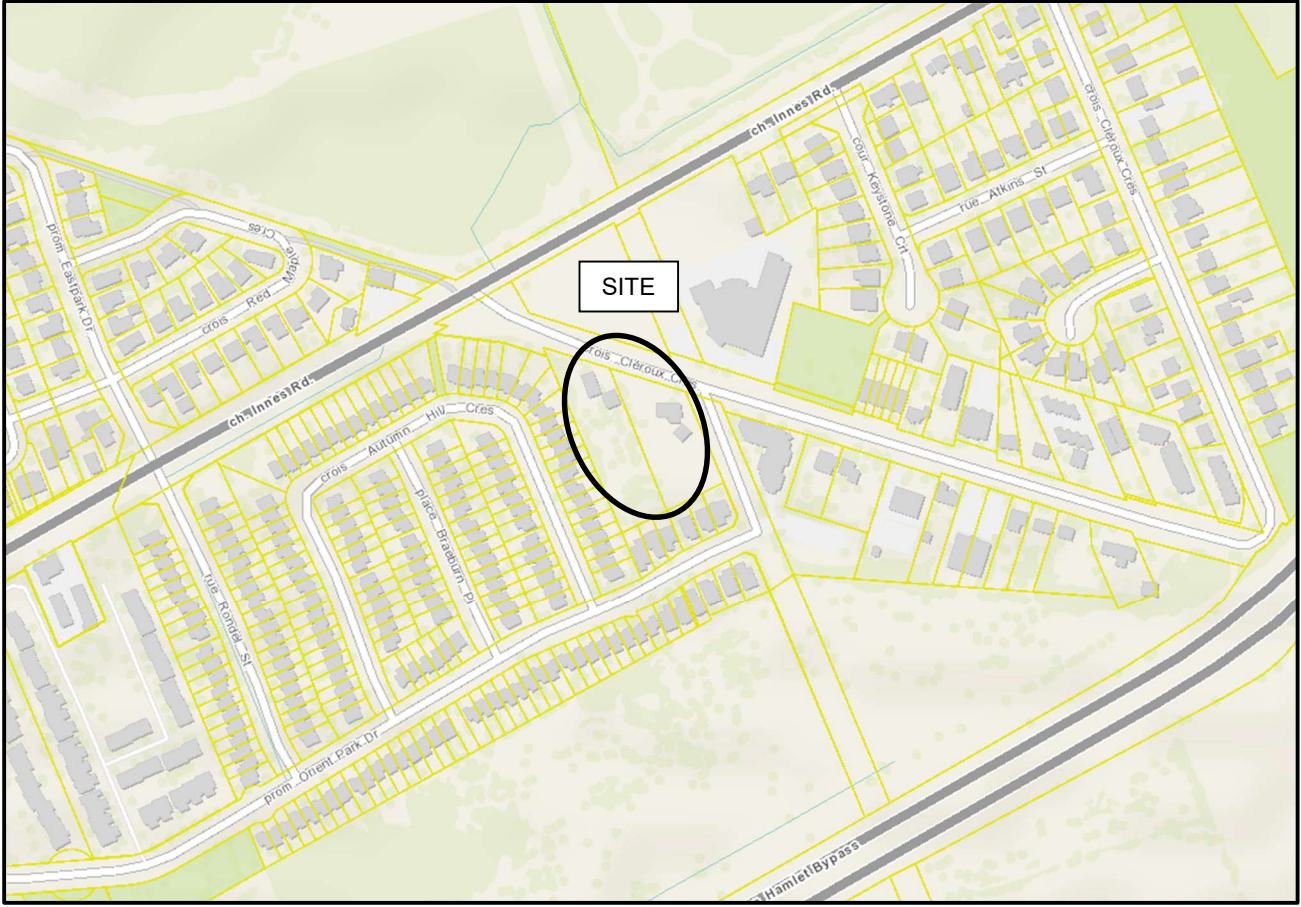 ch. Innes Rd.
crois Cléroux Cres
cour Keystone Crt
rue Atkins St
prom Eastpark Dr
crois Red Maple Cres
SITE
crois Cléroux Cres
ch. Innes Rd.
crois Autumn Hill Cres
place Braeburn Pl
rue Rondel St
prom Orient Park Dr
Hamlet Bypass